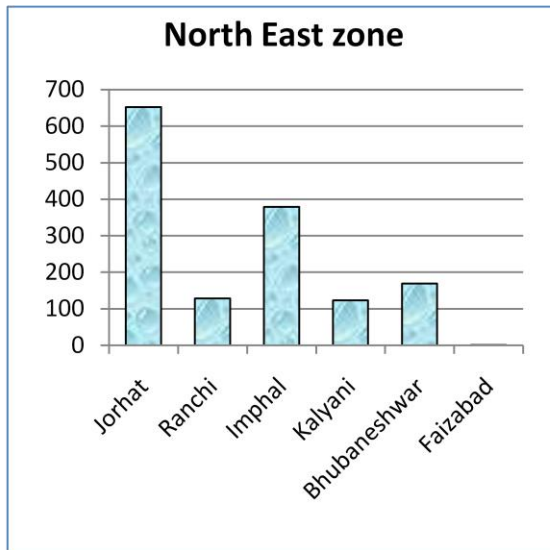 North East zone
700
600
500
400
300
200
100
0
Jorhat
Ranchi
Imphal
Kalyani
Bhubaneshwar
Faizabad